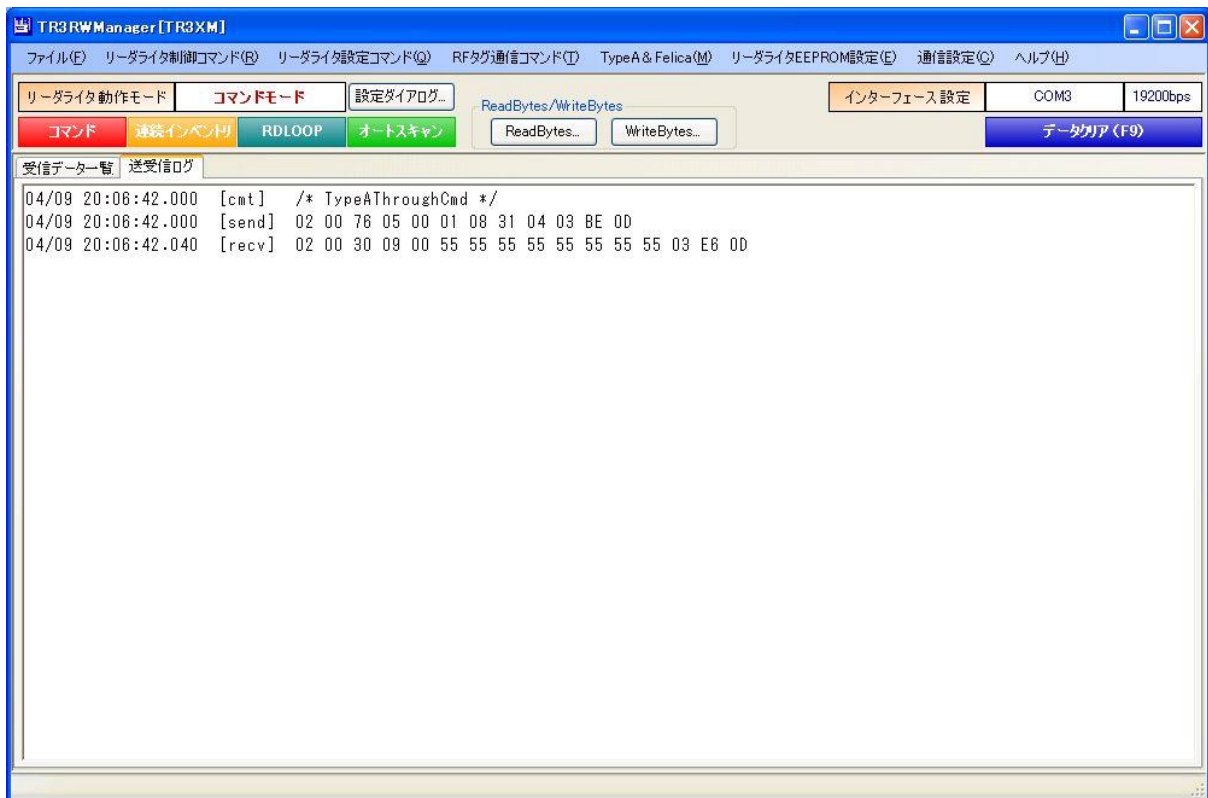 TR3RWManager[TR3XM]
ファイル(F) リーダライタ制御コマンド(R) リーダライタ設定コマンド(Q) RFタグ通信コマンド(T) TypeA & Felica(M) リーダライタEEPROM設定(E) 通信設定(C) ヘルプ(H)
リーダライタ動作モード コマンドモード 設定ダイアログ... ReadBytes/WriteBytes インターフェース設定 COM3 19200bps
コマンド 連続インベントリ RDLOOP オートスキャン ReadBytes... WriteBytes... データクリア (F9)
受信データ一覧 送受信ログ
04/09 20:06:42.000 [cmt] /* TypeAThroughCmd */
04/09 20:06:42.000 [send] 02 00 76 05 00 01 08 31 04 03 BE 0D
04/09 20:06:42.040 [recv] 02 00 30 09 00 55 55 55 55 55 55 55 55 03 E6 0D